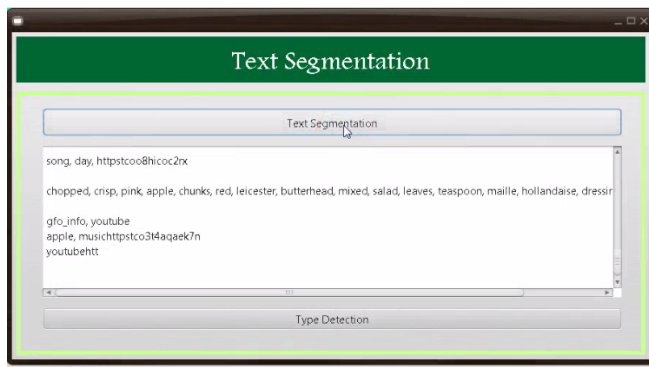 Text Segmentation
Text Segmentation
song, day, httpstcoo8hicoc2rx
chopped, crisp, pink, apple, chunks, red, leicester, butterhead, mixed, salad, leaves, teaspoon, maille, hollandaise, dressir
gfo_info, youtube
apple, musichttpstco3t4aqaek7n
youtubehtt
Type Detection